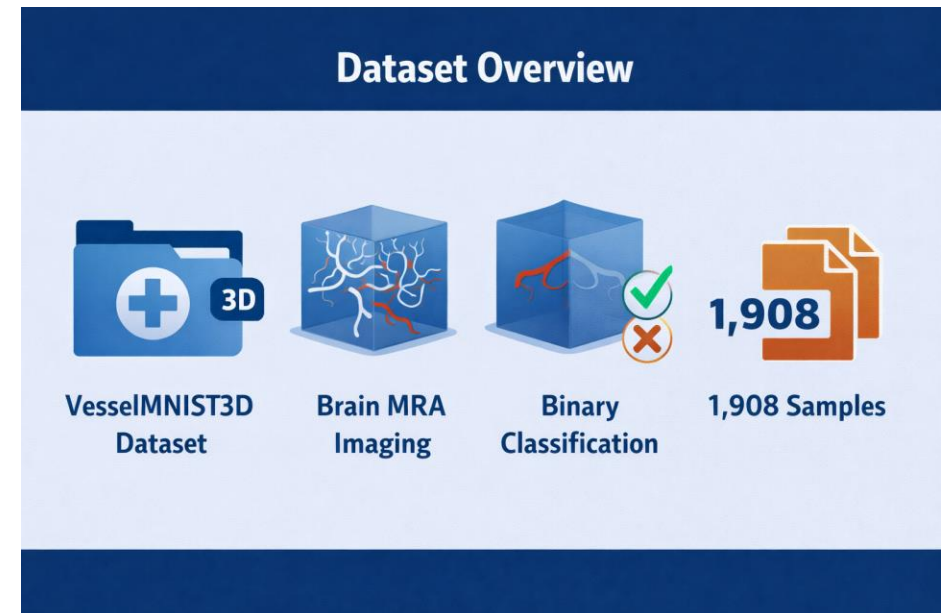 Dataset Overview
3D
1,908
VesselMNIST3D
Dataset
Brain MRA
Imaging
Binary
Classification
1,908 Samples